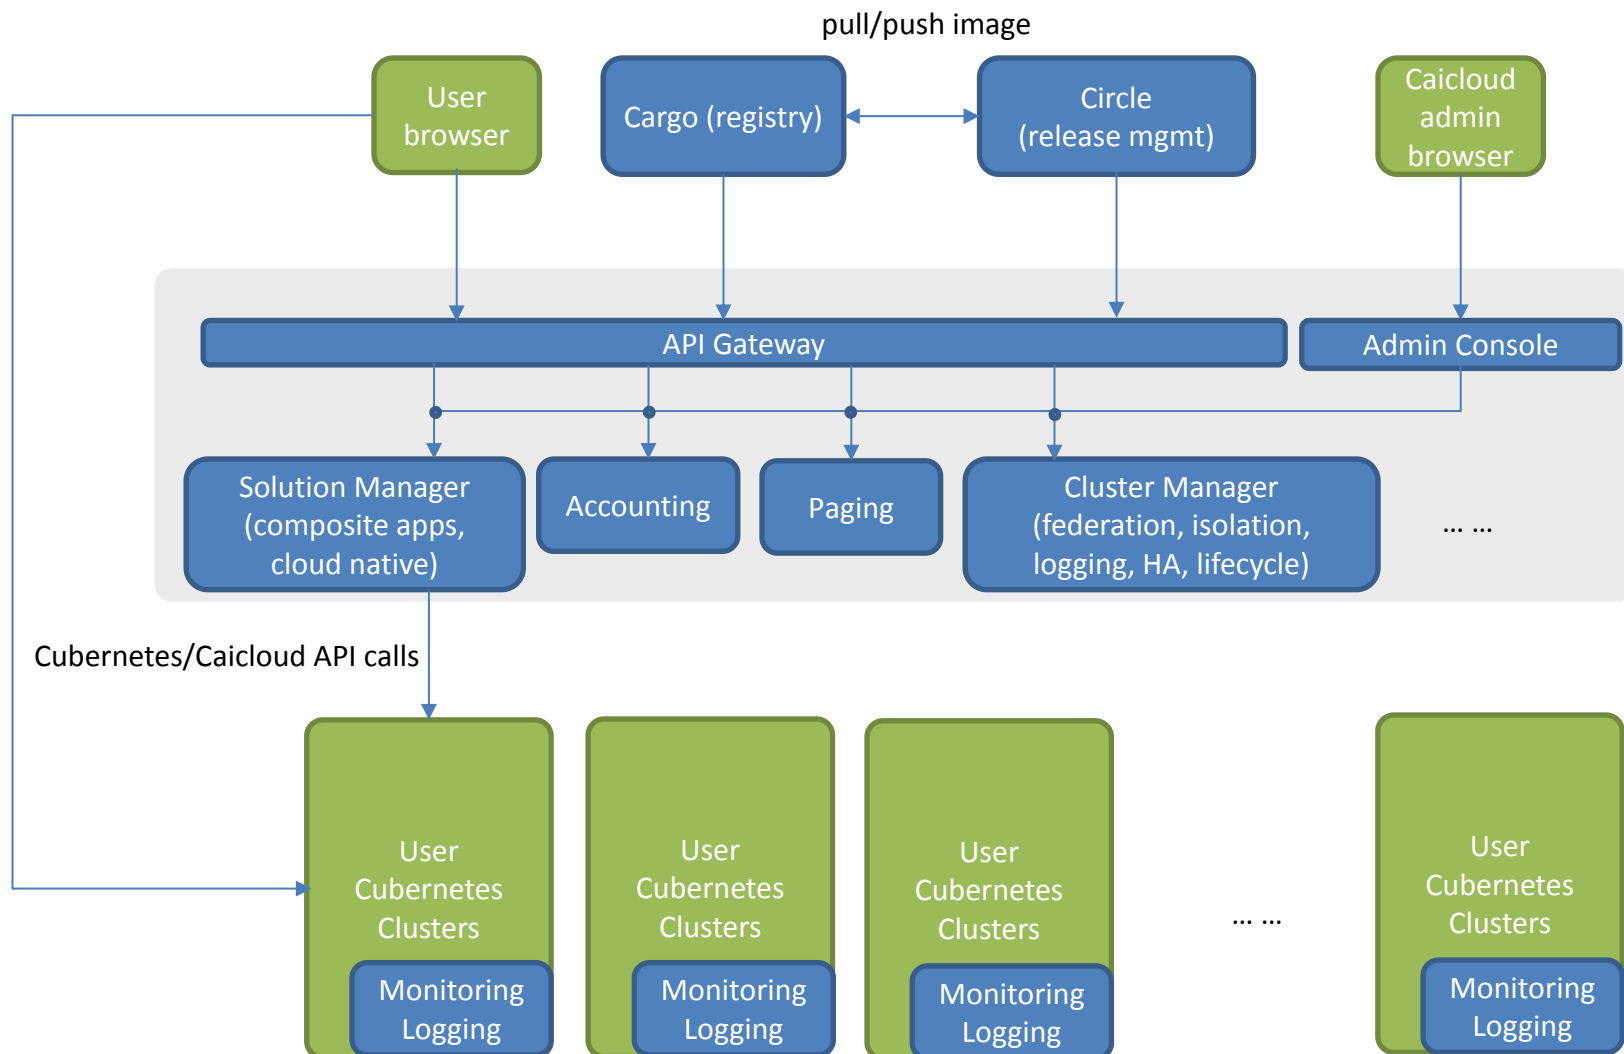 pull/push image
User
browser
Cargo (registry)
Circle
(release mgmt)
Caicloud
admin
browser
API Gateway
Admin Console
Solution Manager
(composite apps,
cloud native)
Accounting
Paging
Cluster Manager
(federation, isolation,
logging, HA, lifecycle)
... ...
Cubernetes/Caicloud API calls
User
Cubernetes
Clusters
Monitoring
Logging
User
Cubernetes
Clusters
Monitoring
Logging
User
Cubernetes
Clusters
Monitoring
Logging
... ...
User
Cubernetes
Clusters
Monitoring
Logging